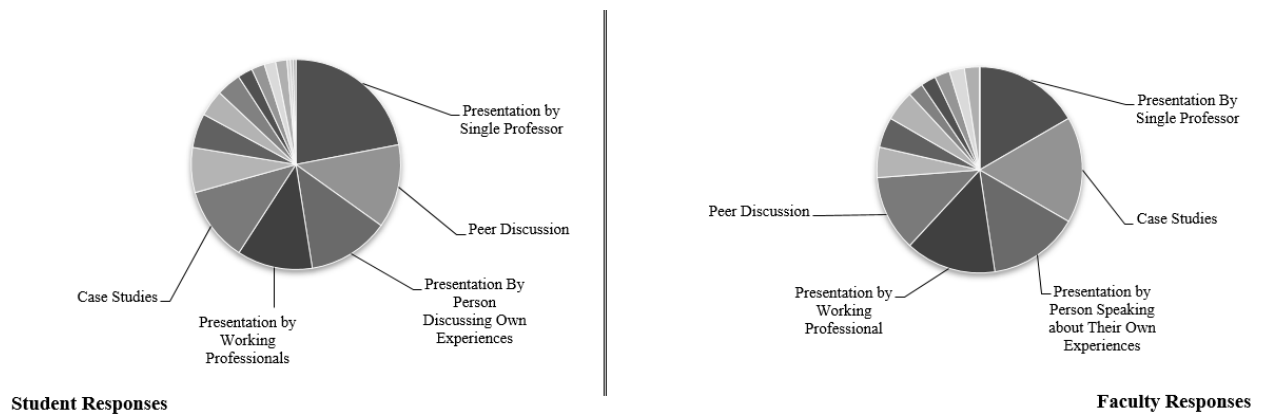 Presentation by
Single Professor
Peer Discussion
Presentation By
Person
Discussing Own
Experiences
Presentation by
Working
Professionals
Case Studies
Student Responses
Presentation By
Single Professor
Case Studies
Presentation by
Person Speaking
about Their Own
Experiences
Presentation by
Working
Professional
Peer Discussion
Faculty Responses